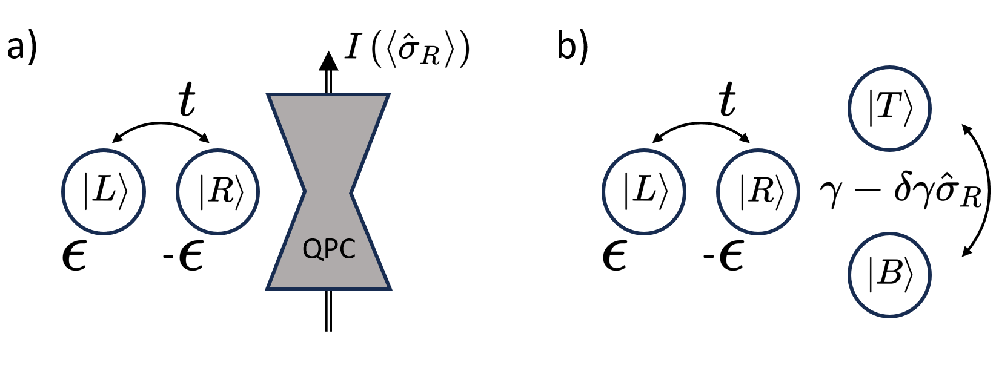 a)
I (⟨σ̂_R⟩)
t
|L⟩ |R⟩
ϵ -ϵ
QPC
b)
t
|L⟩ |R⟩
ϵ -ϵ
|T⟩
γ − δγσ̂_R
|B⟩